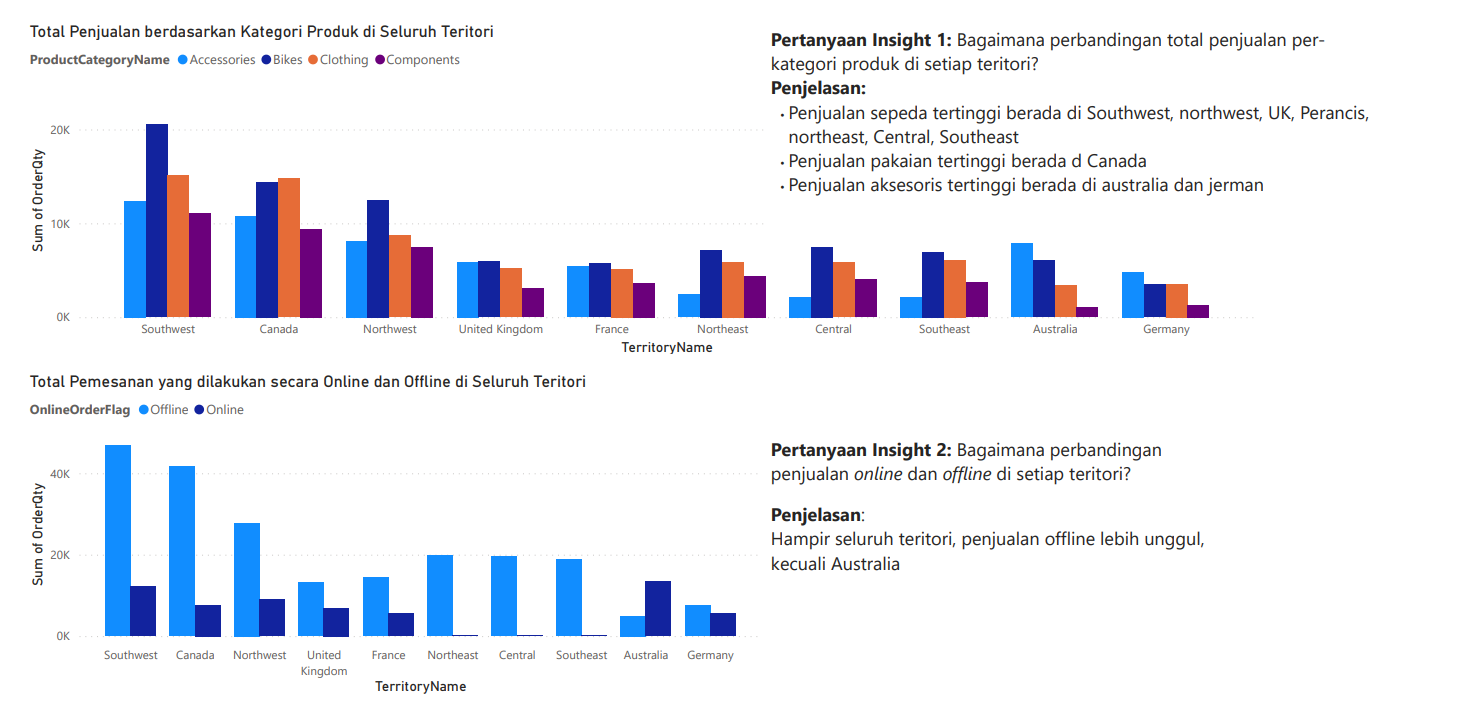 Total Penjualan berdasarkan Kategori Produk di Seluruh Teritori
ProductCategoryName Accessories Bikes Clothing Components
20K
10K
0K
Sum of OrderQty
Southwest Canada Northwest United Kingdom France Northeast Central Southeast Australia Germany
TerritoryName
Pertanyaan Insight 1: Bagaimana perbandingan total penjualan per-
kategori produk di setiap teritori?
Penjelasan:
• Penjualan sepeda tertinggi berada di Southwest, northwest, UK, Perancis,
northeast, Central, Southeast
• Penjualan pakaian tertinggi berada d Canada
• Penjualan aksesoris tertinggi berada di australia dan jerman
Total Pemesanan yang dilakukan secara Online dan Offline di Seluruh Teritori
OnlineOrderFlag Offline Online
40K
20K
0K
Sum of OrderQty
Southwest Canada Northwest United France Northeast Central Southeast Australia Germany
Kingdom
TerritoryName
Pertanyaan Insight 2: Bagaimana perbandingan
penjualan online dan offline di setiap teritori?
Penjelasan:
Hampir seluruh teritori, penjualan offline lebih unggul,
kecuali Australia